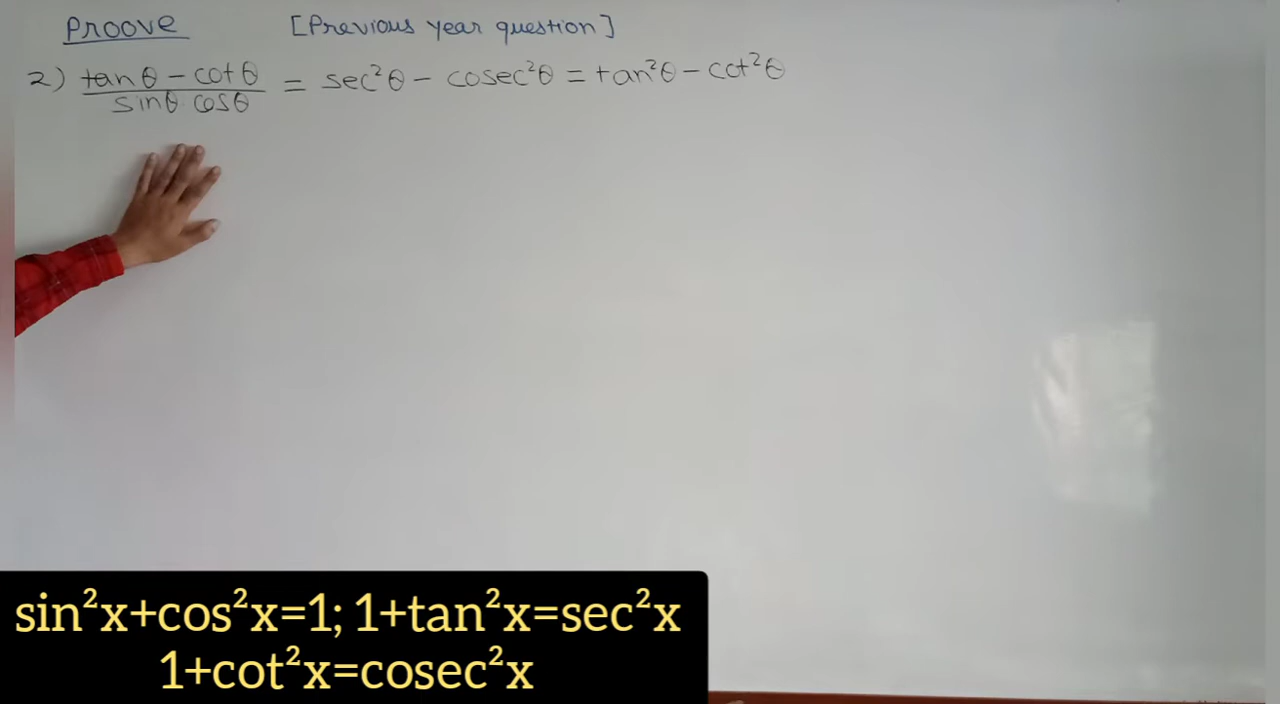 Proove [Previous year question]
2) tanθ - cotθ / sinθ cosθ = sec²θ - cosec²θ = tan²θ - cot²θ
sin²x+cos²x=1; 1+tan²x=sec²x
1+cot²x=cosec²x